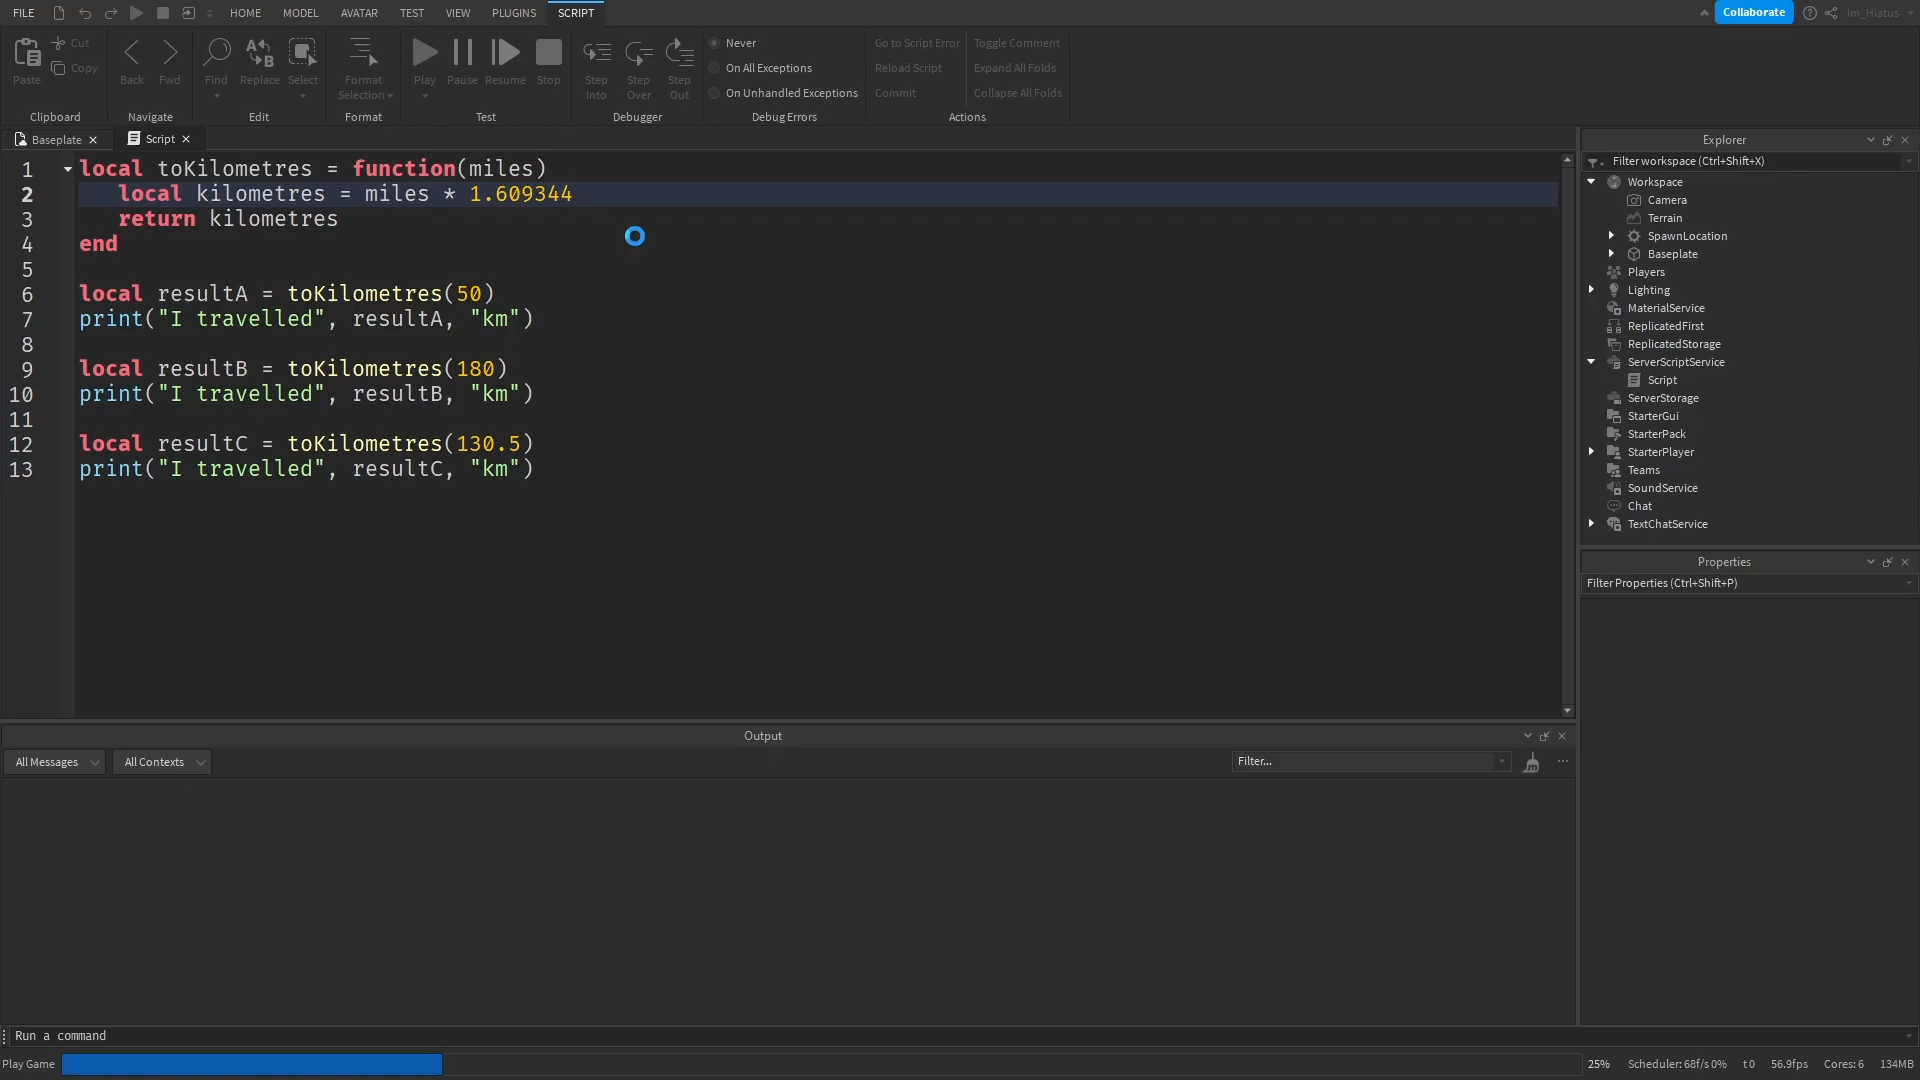 FILE HOME MODEL AVATAR TEST VIEW PLUGINS SCRIPT Collaborate Im_Hiatus
Paste Cut Copy
Clipboard
Back Fwd
Navigate
Find Replace Select
Edit
Format Selection
Format
Play Pause Resume Stop
Test
Step Into Step Over Step Out
Debugger
Never
On All Exceptions
On Unhandled Exceptions
Debug Errors
Go to Script Error Toggle Comment
Reload Script Expand All Folds
Commit Collapse All Folds
Actions
Baseplate Script
1 local toKilometres = function(miles)
2 local kilometres = miles * 1.609344
3 return kilometres
4 end
5
6 local resultA = toKilometres(50)
7 print("I travelled", resultA, "km")
8
9 local resultB = toKilometres(180)
10 print("I travelled", resultB, "km")
11
12 local resultC = toKilometres(130.5)
13 print("I travelled", resultC, "km")
Explorer
Filter workspace (Ctrl+Shift+X)
Workspace
Camera
Terrain
SpawnLocation
Baseplate
Players
Lighting
MaterialService
ReplicatedFirst
ReplicatedStorage
ServerScriptService
Script
ServerStorage
StarterGui
StarterPack
StarterPlayer
Teams
SoundService
Chat
TextChatService
Properties
Filter Properties (Ctrl+Shift+P)
Output
All Messages All Contexts Filter...
Run a command
Play Game 25% Scheduler: 68f/s 0% t 0 56.9fps Cores: 6 134MB